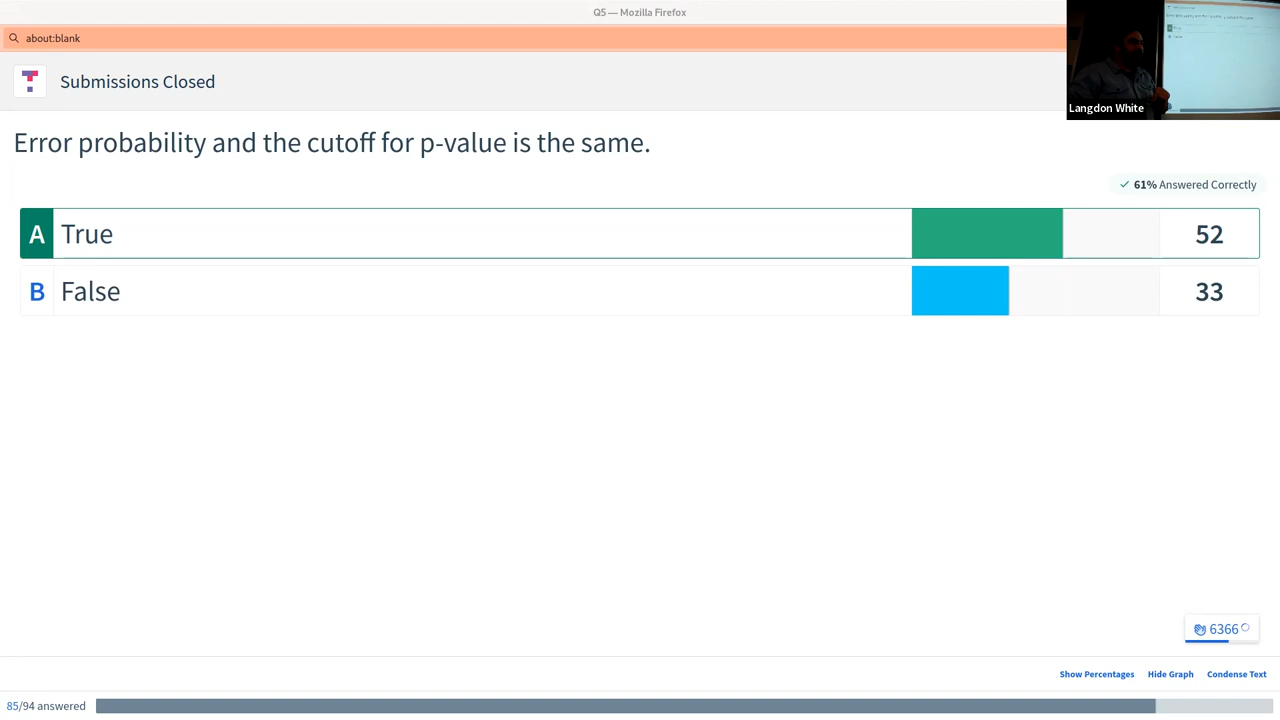 Q5 — Mozilla Firefox
about:blank
Submissions Closed
Langdon White
Error probability and the cutoff for p-value is the same.
✓ 61% Answered Correctly
A True 52
B False 33
6366
Show Percentages Hide Graph Condense Text
85/94 answered